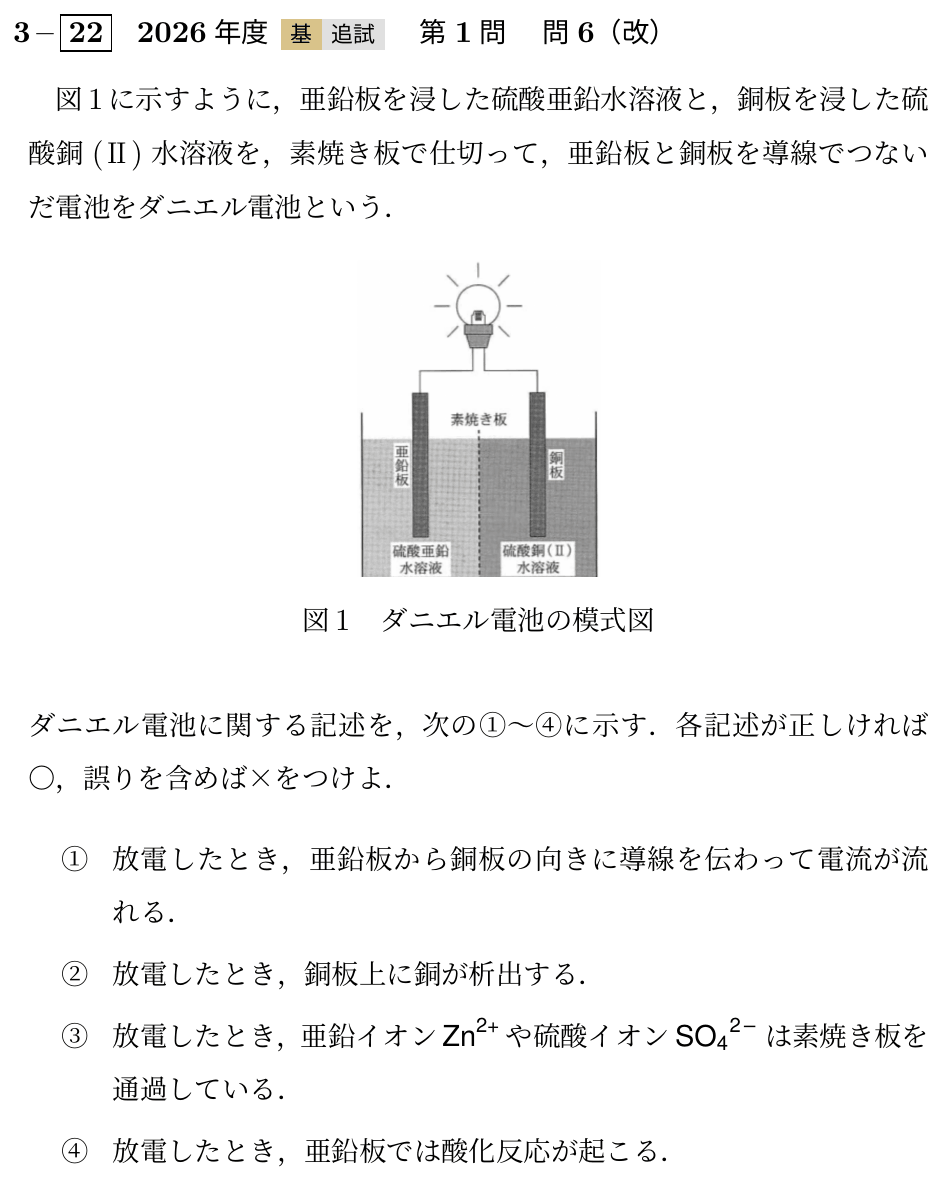 3－22 2026 年度 基 追試 第 1 問 問 6（改）
図１に示すように，亜鉛板を浸した硫酸亜鉛水溶液と，銅板を浸した硫
酸銅 (Ⅱ) 水溶液を，素焼き板で仕切って，亜鉛板と銅板を導線でつない
だ電池をダニエル電池という．
素焼き板
亜鉛板
銅板
硫酸亜鉛
水溶液
硫酸銅(Ⅱ)
水溶液
図１ ダニエル電池の模式図
ダニエル電池に関する記述を，次の①～④に示す．各記述が正しければ
○，誤りを含めば×をつけよ．
① 放電したとき，亜鉛板から銅板の向きに導線を伝わって電流が流
れる．
② 放電したとき，銅板上に銅が析出する．
③ 放電したとき，亜鉛イオン Zn²⁺ や硫酸イオン SO₄²⁻ は素焼き板を
通過している．
④ 放電したとき，亜鉛板では酸化反応が起こる．